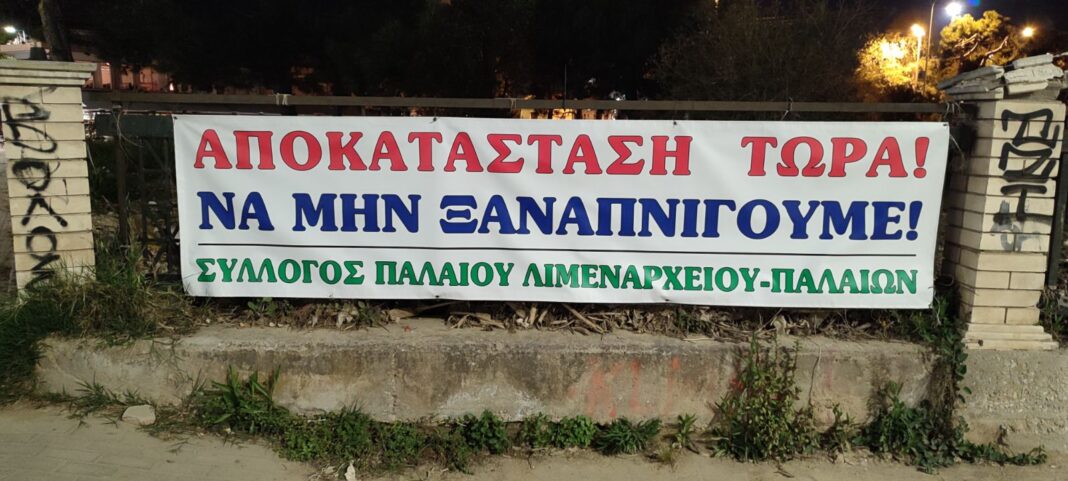 ΑΠΟΚΑΤΑΣΤΑΣΗ ΤΩΡΑ!
ΝΑ ΜΗΝ ΞΑΝΑΠΝΙΓΟΥΜΕ!
ΣΥΛΛΟΓΟΣ ΠΑΛΑΙΟΥ ΛΙΜΕΝΑΡΧΕΙΟΥ-ΠΑΛΑΙΩΝ